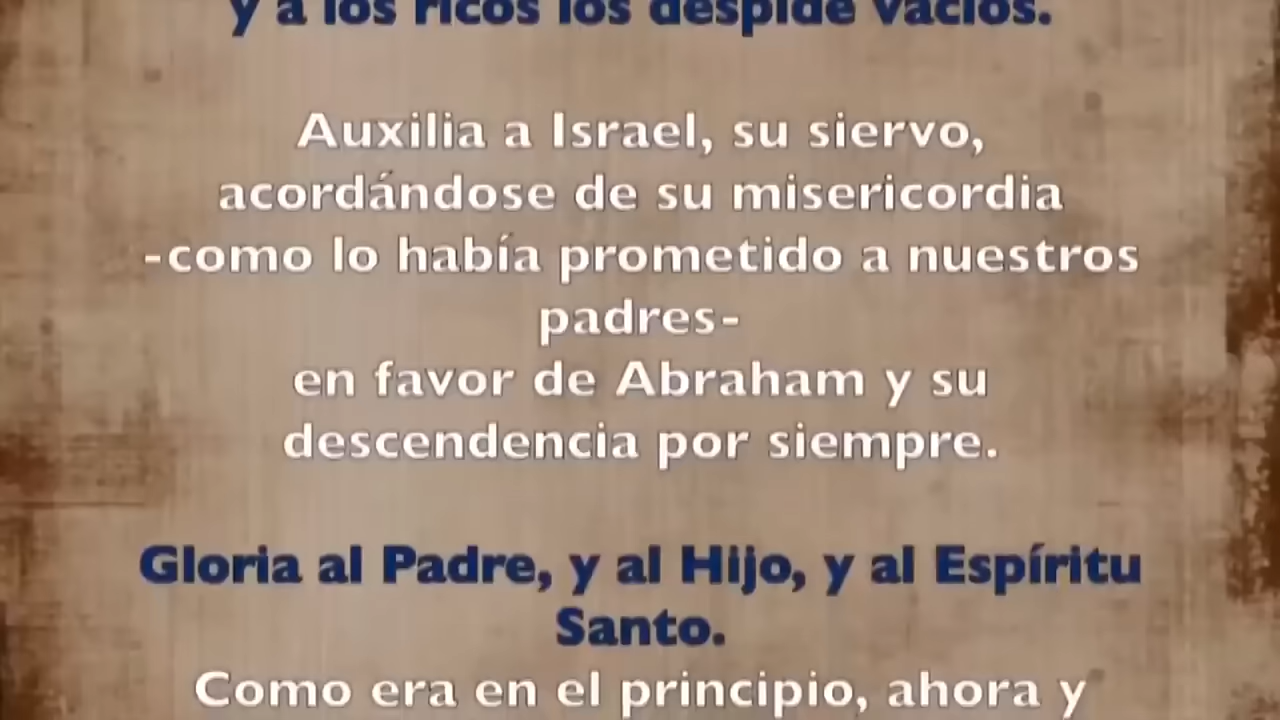 y a los ricos los despide vacíos.
Auxilia a Israel, su siervo,
acordándose de su misericordia
-como lo había prometido a nuestros
padres-
en favor de Abraham y su
descendencia por siempre.
Gloria al Padre, y al Hijo, y al Espíritu
Santo.
Como era en el principio, ahora y